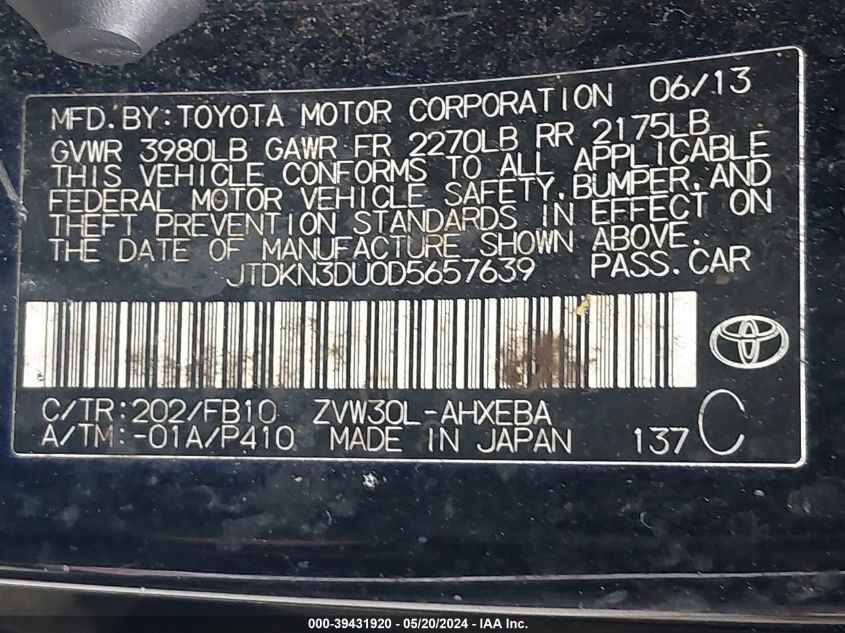 MFD. BY: TOYOTA MOTOR CORPORATION 06/13
GVWR 3980LB GAWR FR 2270LB RR 2175LB
THIS VEHICLE CONFORMS TO ALL APPLICABLE
FEDERAL MOTOR VEHICLE SAFETY, BUMPER, AND
THEFT PREVENTION STANDARDS IN EFFECT ON
THE DATE OF MANUFACTURE SHOWN ABOVE.
JTDKN3DU0D5657639 PASS. CAR
C/TR: 202/FB10 ZVW30L-AHXEBA
A/TM: -01A/P410 MADE IN JAPAN 137 C
000-39431920 - 05/20/2024 - IAA Inc.